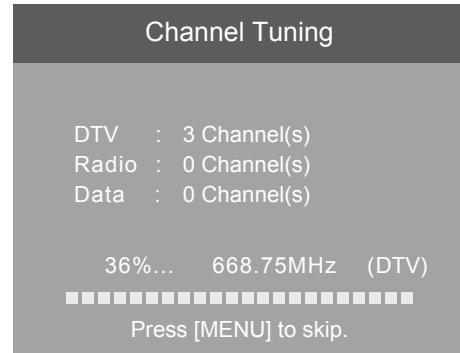 Channel Tuning
DTV : 3 Channel(s)
Radio : 0 Channel(s)
Data : 0 Channel(s)
36%... 668.75MHz (DTV)
Press [MENU] to skip.